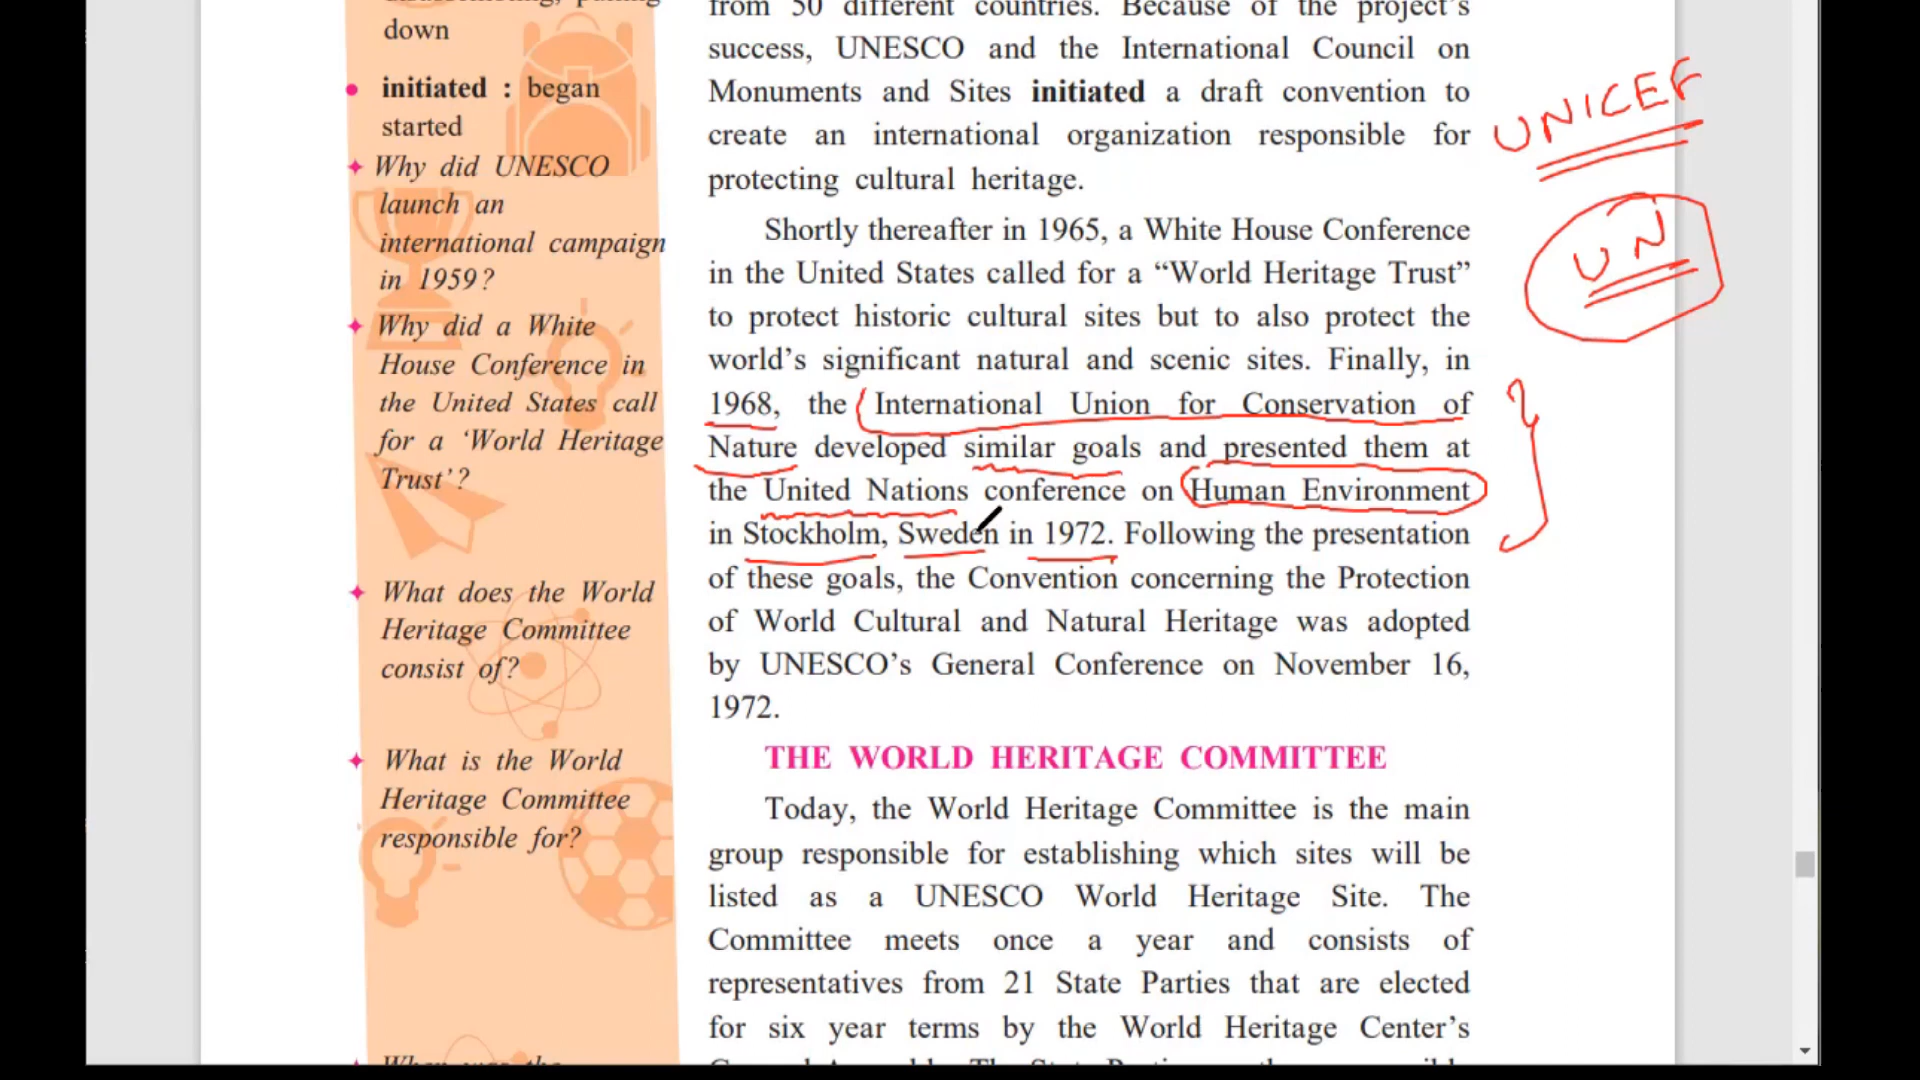 down
initiated : began
started
Why did UNESCO
launch an
international campaign
in 1959?
Why did a White
House Conference in
the United States call
for a ‘World Heritage
Trust’?
What does the World
Heritage Committee
consist of?
What is the World
Heritage Committee
responsible for?
from 50 different countries. Because of the project’s
success, UNESCO and the International Council on
Monuments and Sites initiated a draft convention to
create an international organization responsible for
protecting cultural heritage.
Shortly thereafter in 1965, a White House Conference
in the United States called for a “World Heritage Trust”
to protect historic cultural sites but to also protect the
world’s significant natural and scenic sites. Finally, in
1968, the International Union for Conservation of
Nature developed similar goals and presented them at
the United Nations conference on Human Environment
in Stockholm, Sweden in 1972. Following the presentation
of these goals, the Convention concerning the Protection
of World Cultural and Natural Heritage was adopted
by UNESCO’s General Conference on November 16,
1972.
THE WORLD HERITAGE COMMITTEE
Today, the World Heritage Committee is the main
group responsible for establishing which sites will be
listed as a UNESCO World Heritage Site. The
Committee meets once a year and consists of
representatives from 21 State Parties that are elected
for six year terms by the World Heritage Center’s
UNICEF
UN